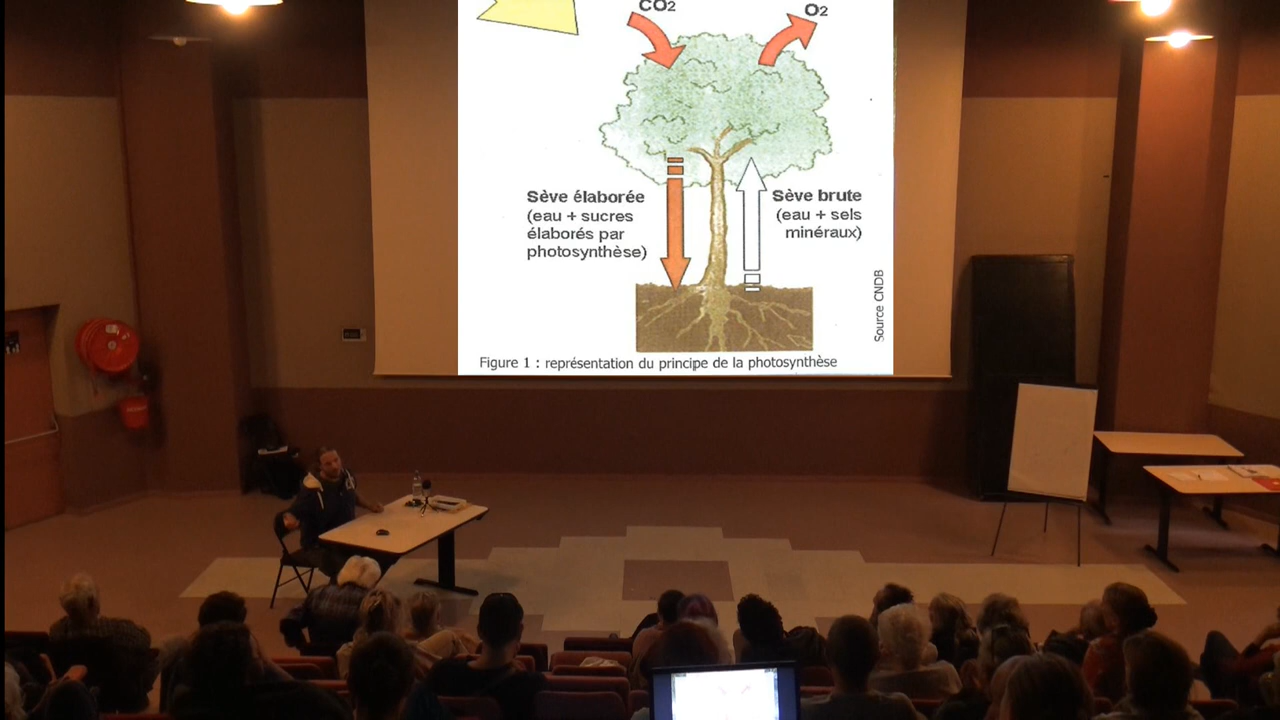 CO2
O2
Sève élaborée
(eau + sucres
élaborés par
photosynthèse)
Sève brute
(eau + sels
minéraux)
Source CNDB
Figure 1 : représentation du principe de la photosynthèse